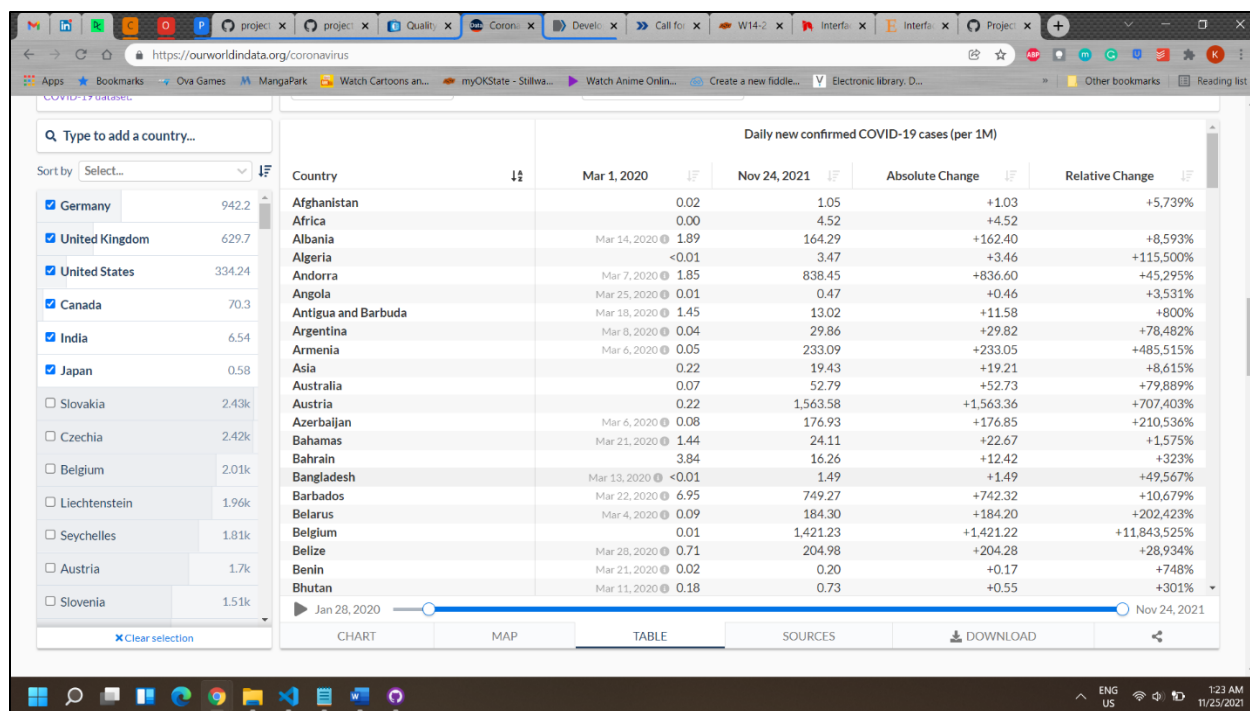 project
project
Quality
Corona
Develo
Call for
W14-2
Interfac
Interfa
Project
https://ourworldindata.org/coronavirus
Apps Bookmarks Ova Games MangaPark Watch Cartoons an... myOKState - Stillwa... Watch Anime Onlin... Create a new fiddle... Electronic library. D... » Other bookmarks Reading list
COVID-19 dataset.
Type to add a country...
Sort by Select...
Germany 942.2
United Kingdom 629.7
United States 334.24
Canada 70.3
India 6.54
Japan 0.58
Slovakia 2.43k
Czechia 2.42k
Belgium 2.01k
Liechtenstein 1.96k
Seychelles 1.81k
Austria 1.7k
Slovenia 1.51k
Clear selection
Daily new confirmed COVID-19 cases (per 1M)
Country Mar 1, 2020 Nov 24, 2021 Absolute Change Relative Change
Afghanistan 0.02 1.05 +1.03 +5,739%
Africa 0.00 4.52 +4.52
Albania Mar 14, 2020 1.89 164.29 +162.40 +8,593%
Algeria <0.01 3.47 +3.46 +115,500%
Andorra Mar 7, 2020 1.85 838.45 +836.60 +45,295%
Angola Mar 25, 2020 0.01 0.47 +0.46 +3,531%
Antigua and Barbuda Mar 18, 2020 1.45 13.02 +11.58 +800%
Argentina Mar 8, 2020 0.04 29.86 +29.82 +78,482%
Armenia Mar 6, 2020 0.05 233.09 +233.05 +485,515%
Asia 0.22 19.43 +19.21 +8,615%
Australia 0.07 52.79 +52.73 +79,889%
Austria 0.22 1,563.58 +1,563.36 +707,403%
Azerbaijan Mar 6, 2020 0.08 176.93 +176.85 +210,536%
Bahamas Mar 21, 2020 1.44 24.11 +22.67 +1,575%
Bahrain 3.84 16.26 +12.42 +323%
Bangladesh Mar 13, 2020 <0.01 1.49 +1.49 +49,567%
Barbados Mar 22, 2020 6.95 749.27 +742.32 +10,679%
Belarus Mar 4, 2020 0.09 184.30 +184.20 +202,423%
Belgium 0.01 1,421.23 +1,421.22 +11,843,525%
Belize Mar 28, 2020 0.71 204.98 +204.28 +28,934%
Benin Mar 21, 2020 0.02 0.20 +0.17 +748%
Bhutan Mar 11, 2020 0.18 0.73 +0.55 +301%
Jan 28, 2020 Nov 24, 2021
CHART MAP TABLE SOURCES DOWNLOAD
ENG
US
1:23 AM
11/25/2021